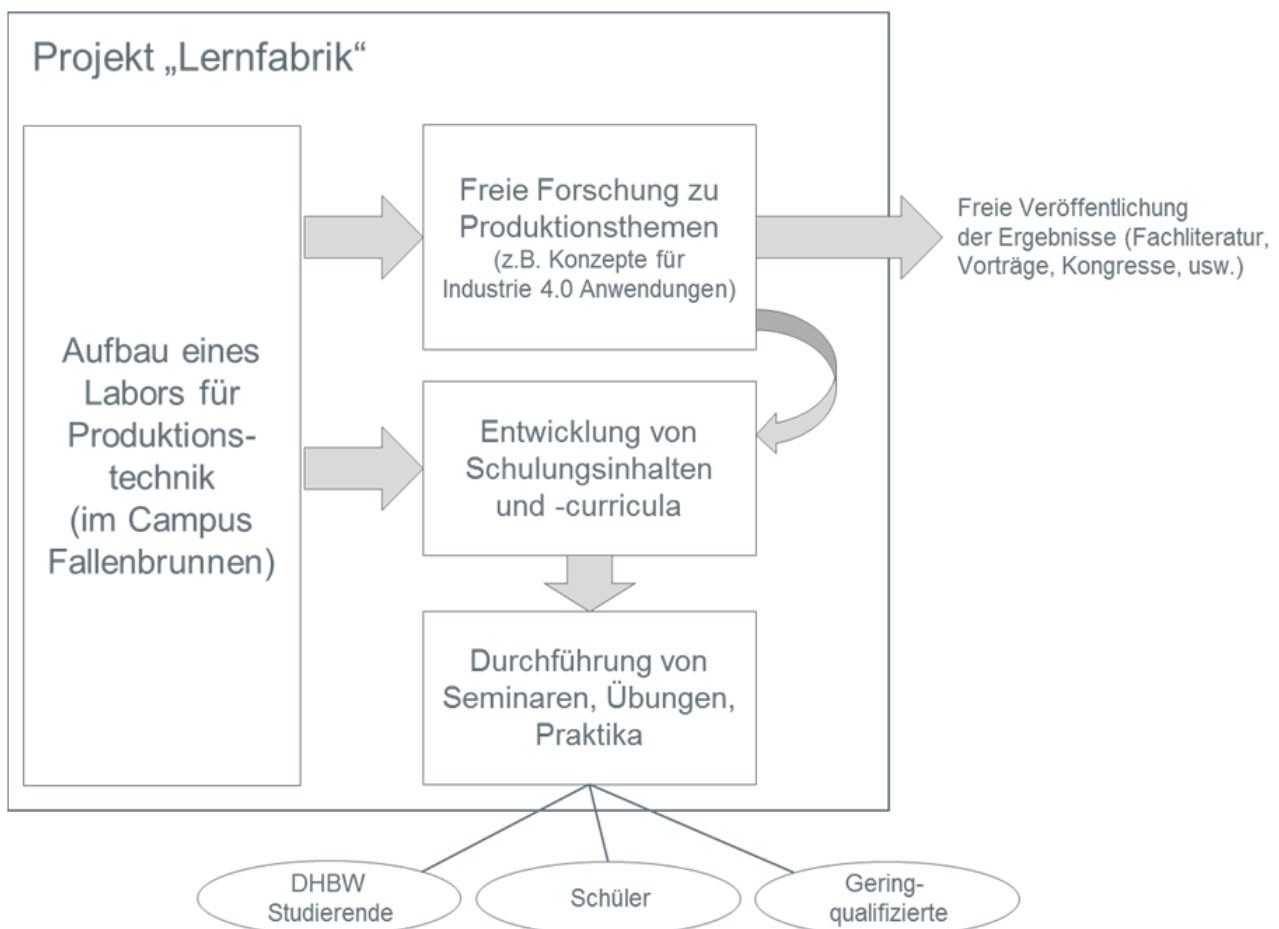 Projekt „Lernfabrik“
Aufbau eines
Labors für
Produktions-
technik
(im Campus
Fallenbrunnen)
Freie Forschung zu
Produktionsthemen
(z.B. Konzepte für
Industrie 4.0 Anwendungen)
Freie Veröffentlichung
der Ergebnisse (Fachliteratur,
Vorträge, Kongresse, usw.)
Entwicklung von
Schulungsinhalten
und -curricula
Durchführung von
Seminaren, Übungen,
Praktika
DHBW
Studierende
Schüler
Gering-
qualifizierte